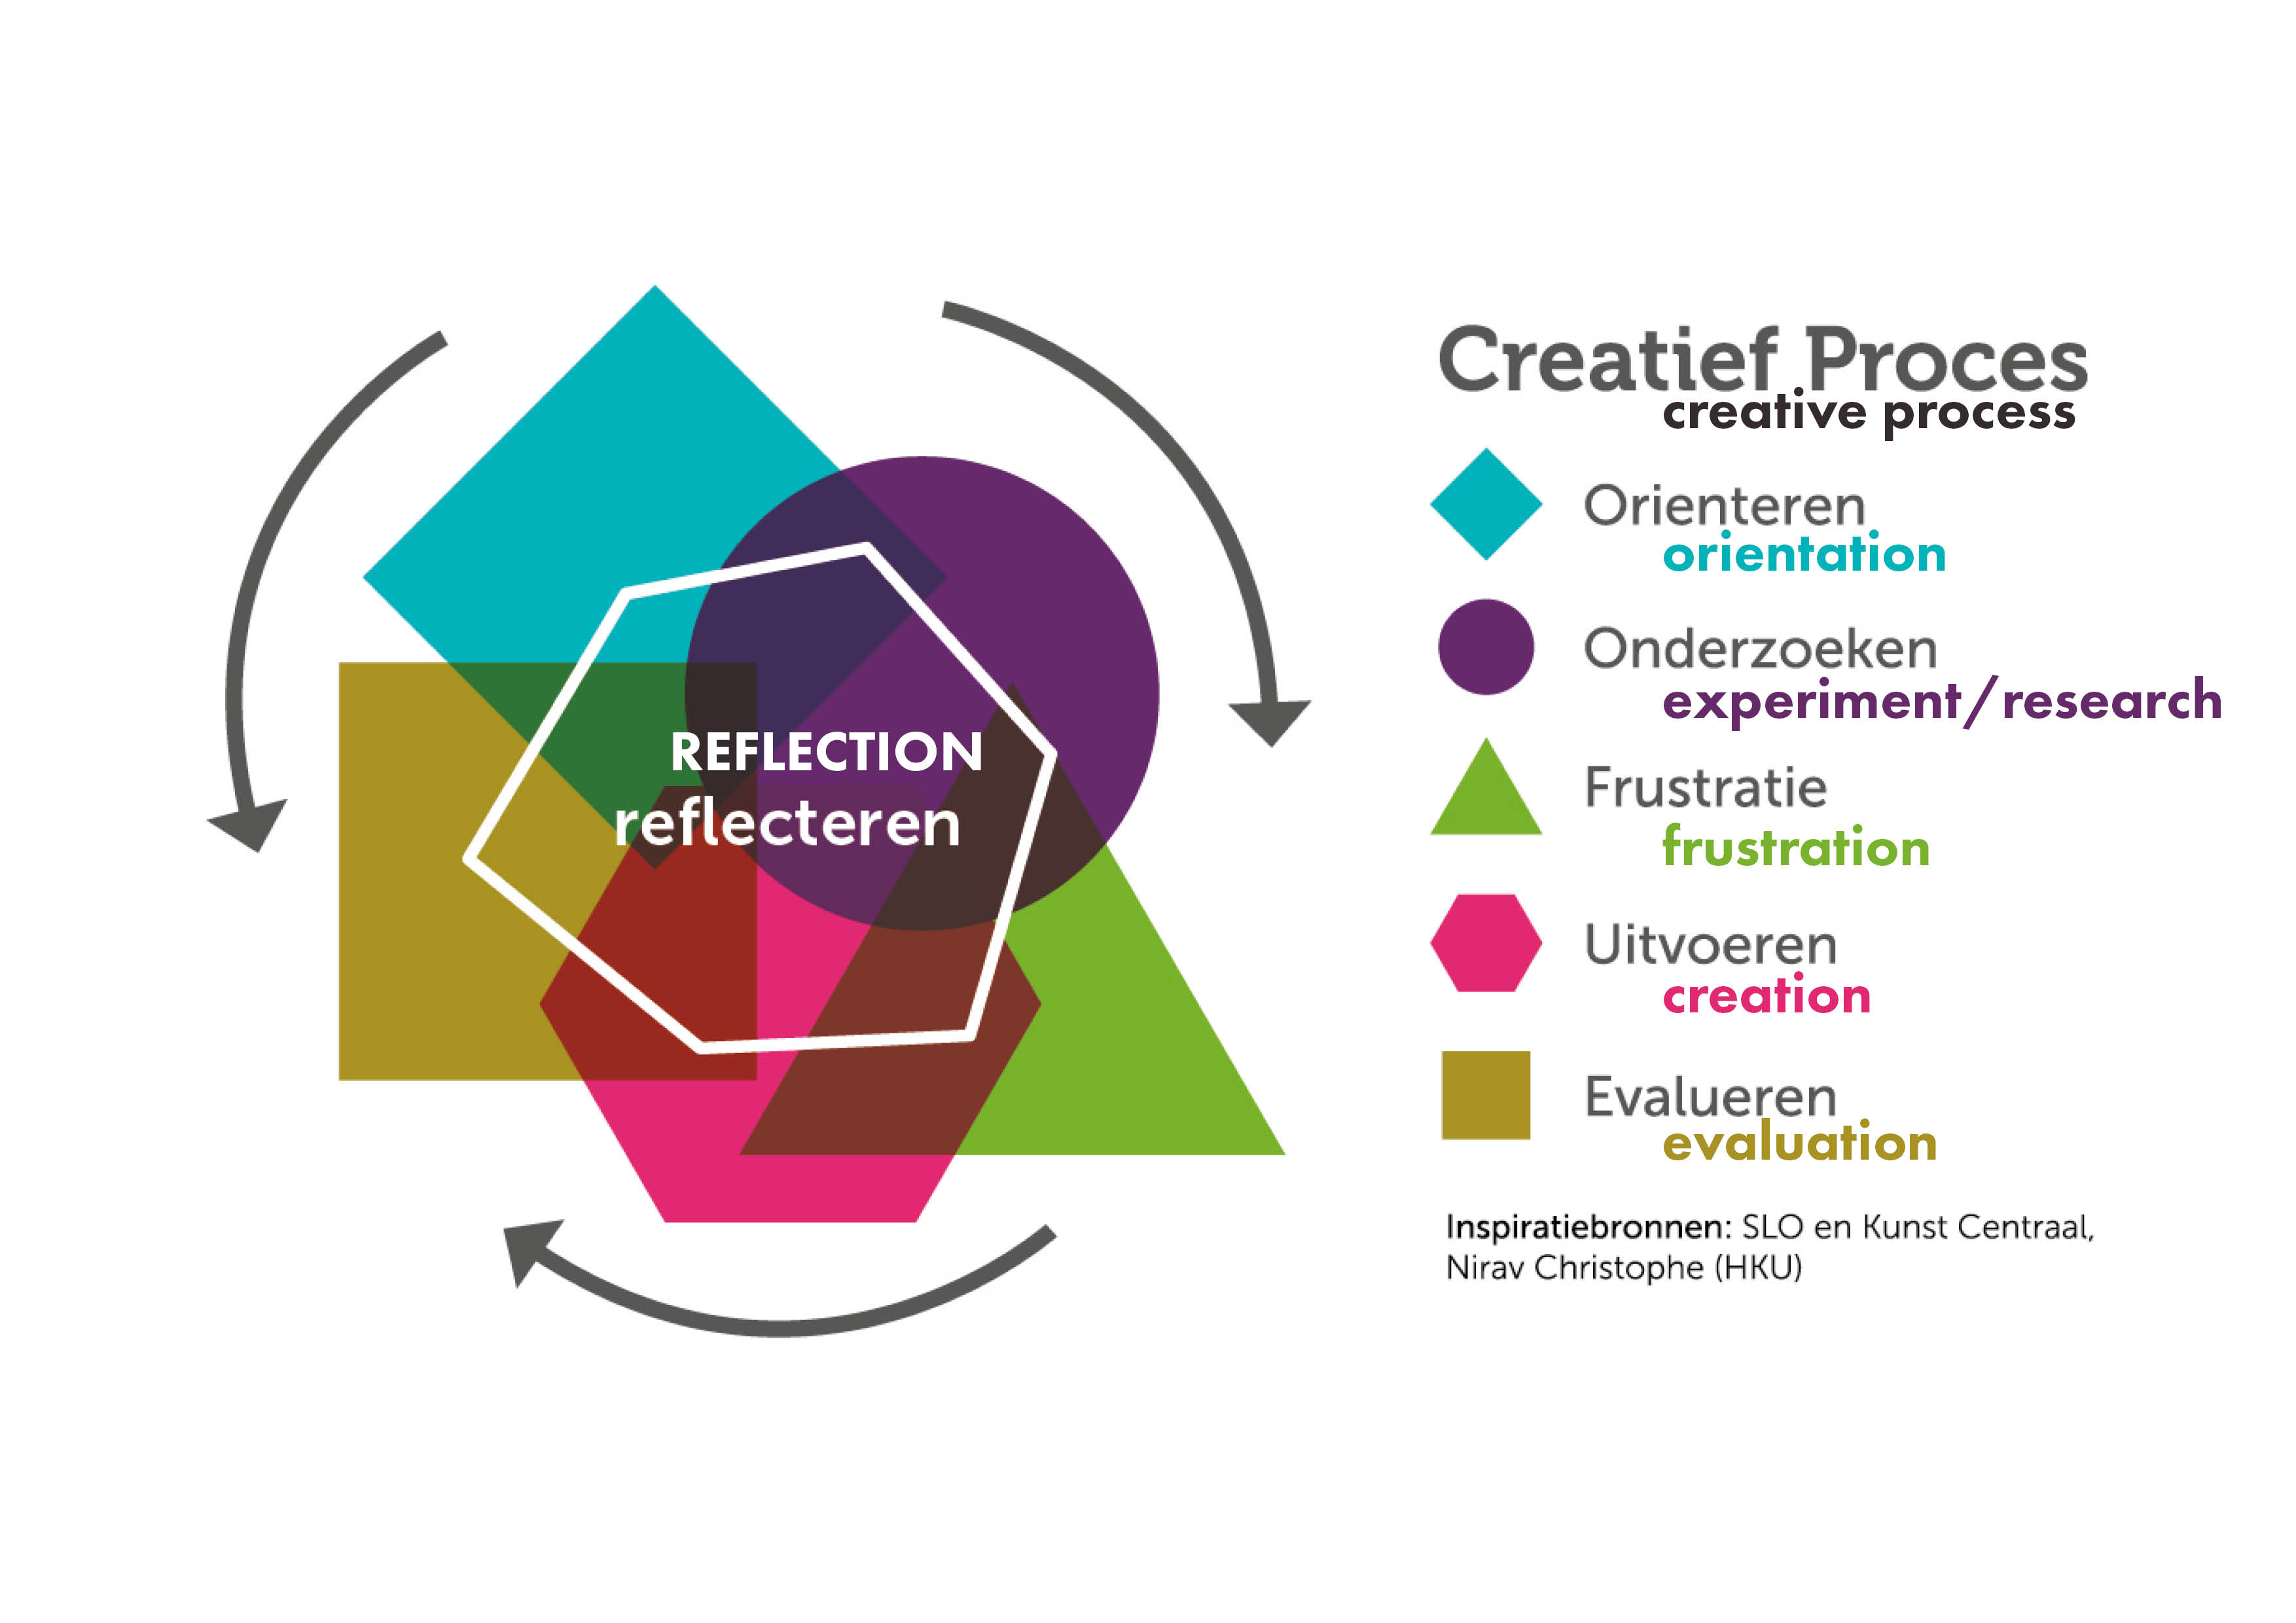 REFLECTION
reflecteren
Creatief Proces
creative process
Orienteren
orientation
Onderzoeken
experiment/research
Frustratie
frustration
Uitvoeren
creation
Evalueren
evaluation
Inspiratiebronnen: SLO en Kunst Centraal,
Nirav Christophe (HKU)